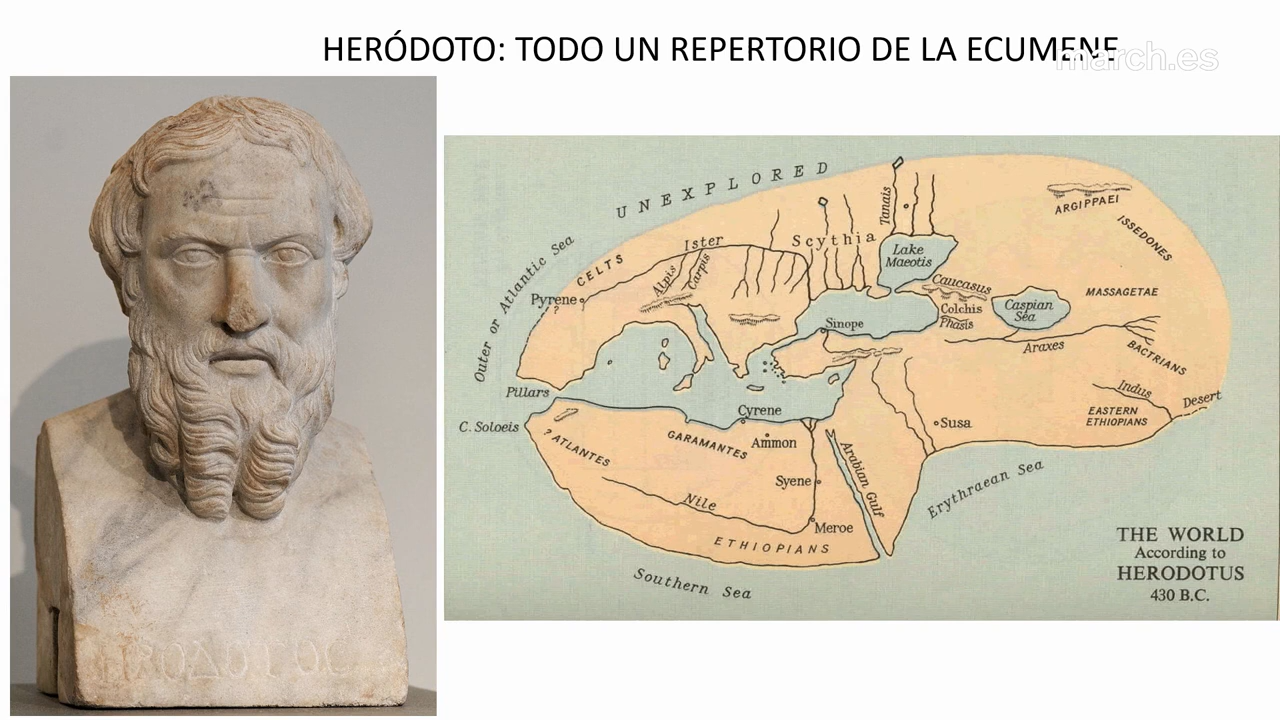 HERÓDOTO: TODO UN REPERTORIO DE LA ECUMENE
march.es
UNEXPLORED
Outer or Atlantic Sea
CELTS
Ister
Scythia
Tanais
Lake
Maeotis
ARGIPPAEI
ISSEDONES
Pyrene
?
Alpis
Carpis
Caucasus
Colchis
Phasis
Caspian
Sea
MASSAGETAE
Sinope
Araxes
BACTRIANS
Pillars
C. Soloeis
Cyrene
Indus
Desert
EASTERN
ETHIOPIANS
? ATLANTES
GARAMANTES
Ammon
Susa
Syene
Arabian Gulf
Erythraean Sea
Nile
Meroe
ETHIOPIANS
Southern Sea
THE WORLD
According to
HERODOTUS
430 B.C.
ΗΡΟΔΟΤΟC